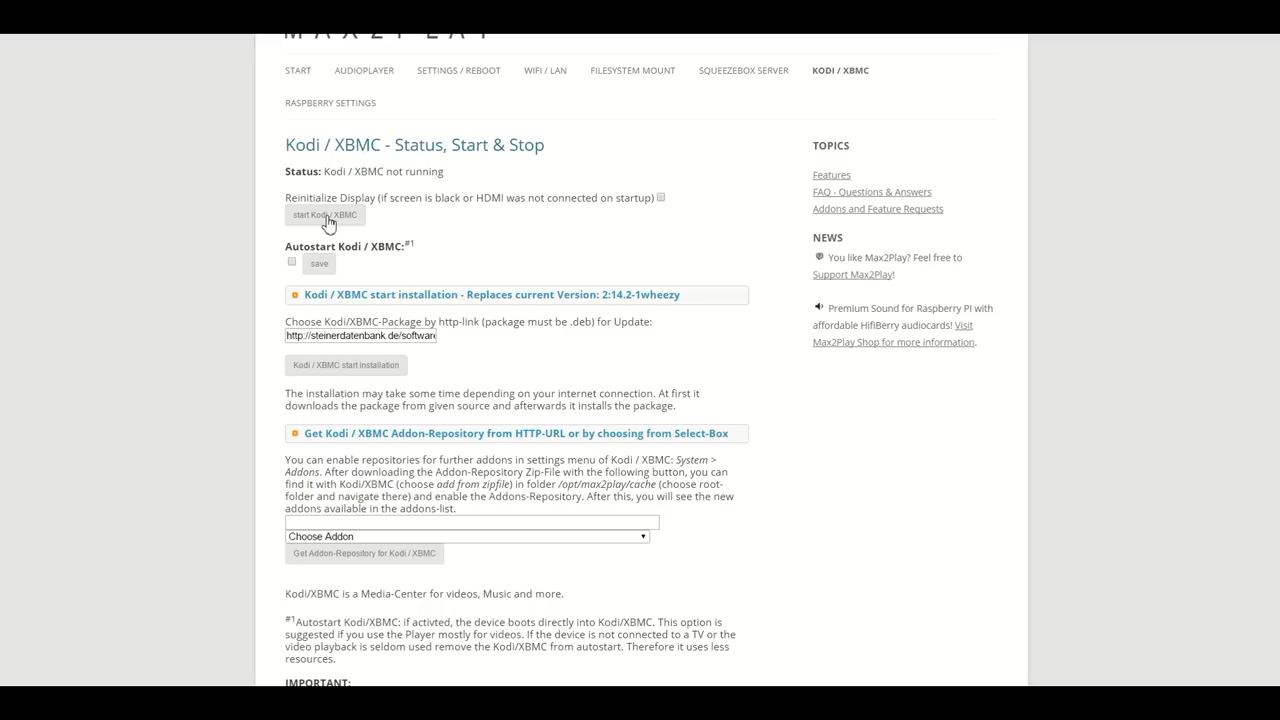 START AUDIOPLAYER SETTINGS / REBOOT WIFI / LAN FILESYSTEM MOUNT SQUEEZEBOX SERVER KODI / XBMC
RASPBERRY SETTINGS
Kodi / XBMC - Status, Start & Stop
Status: Kodi / XBMC not running
Reinitialize Display (if screen is black or HDMI was not connected on startup)
start Kodi / XBMC
Autostart Kodi / XBMC:#1
save
Kodi / XBMC start installation - Replaces current Version: 2:14.2-1wheezy
Choose Kodi/XBMC-Package by http-link (package must be .deb) for Update:
http://steinerdatenbank.de/software
Kodi / XBMC start installation
The installation may take some time depending on your internet connection. At first it
downloads the package from given source and afterwards it installs the package.
Get Kodi / XBMC Addon-Repository from HTTP-URL or by choosing from Select-Box
You can enable repositories for further addons in settings menu of Kodi / XBMC: System >
Addons. After downloading the Addon-Repository Zip-File with the following button, you can
find it with Kodi/XBMC (choose add from zipfile) in folder /opt/max2play/cache (choose root-
folder and navigate there) and enable the Addons-Repository. After this, you will see the new
addons available in the addons-list.
Choose Addon
Get Addon-Repository for Kodi / XBMC
Kodi/XBMC is a Media-Center for videos, Music and more.
#1Autostart Kodi/XBMC: if activted, the device boots directly into Kodi/XBMC. This option is
suggested if you use the Player mostly for videos. If the device is not connected to a TV or the
video playback is seldom used remove the Kodi/XBMC from autostart. Therefore it uses less
resources.
IMPORTANT:
TOPICS
Features
FAQ - Questions & Answers
Addons and Feature Requests
NEWS
You like Max2Play? Feel free to
Support Max2Play!
Premium Sound for Raspberry PI with
affordable HifiBerry audiocards! Visit
Max2Play Shop for more information.